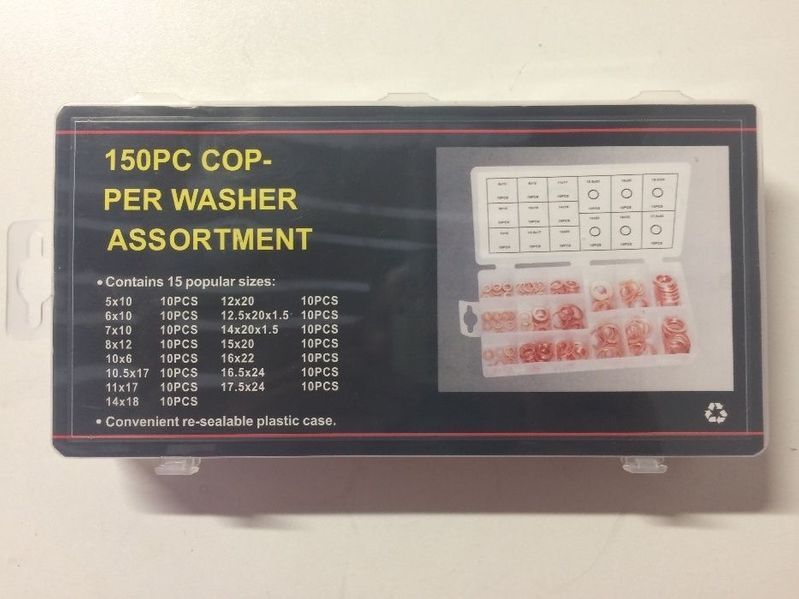 150PC COP-
PER WASHER
ASSORTMENT
• Contains 15 popular sizes:
5x10 10PCS 12x20 10PCS
6x10 10PCS 12.5x20x1.5 10PCS
7x10 10PCS 14x20x1.5 10PCS
8x12 10PCS 15x20 10PCS
10x6 10PCS 16x22 10PCS
10.5x17 10PCS 16.5x24 10PCS
11x17 10PCS 17.5x24 10PCS
14x18 10PCS
• Convenient re-sealable plastic case.